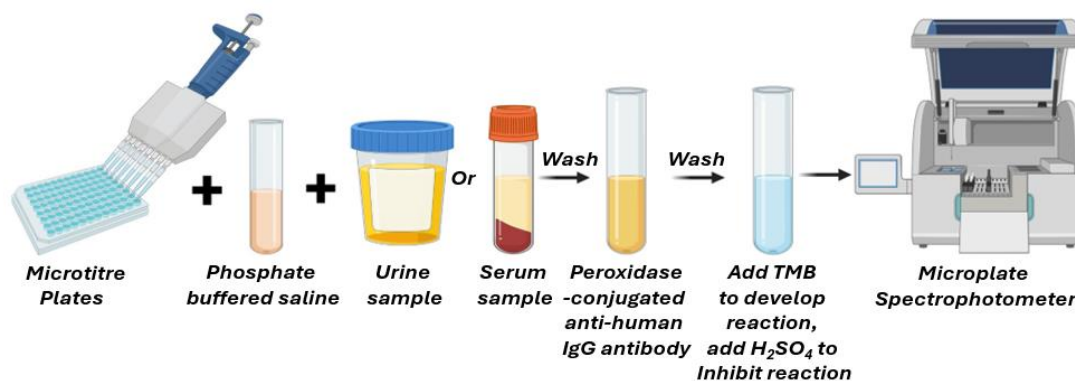 Or
Wash
Wash
Microtitre
Plates
Phosphate
buffered saline
Urine
sample
Serum
sample
Peroxidase
-conjugated
anti-human
IgG antibody
Add TMB
to develop
reaction,
add H₂SO₄ to
Inhibit reaction
Microplate
Spectrophotometer